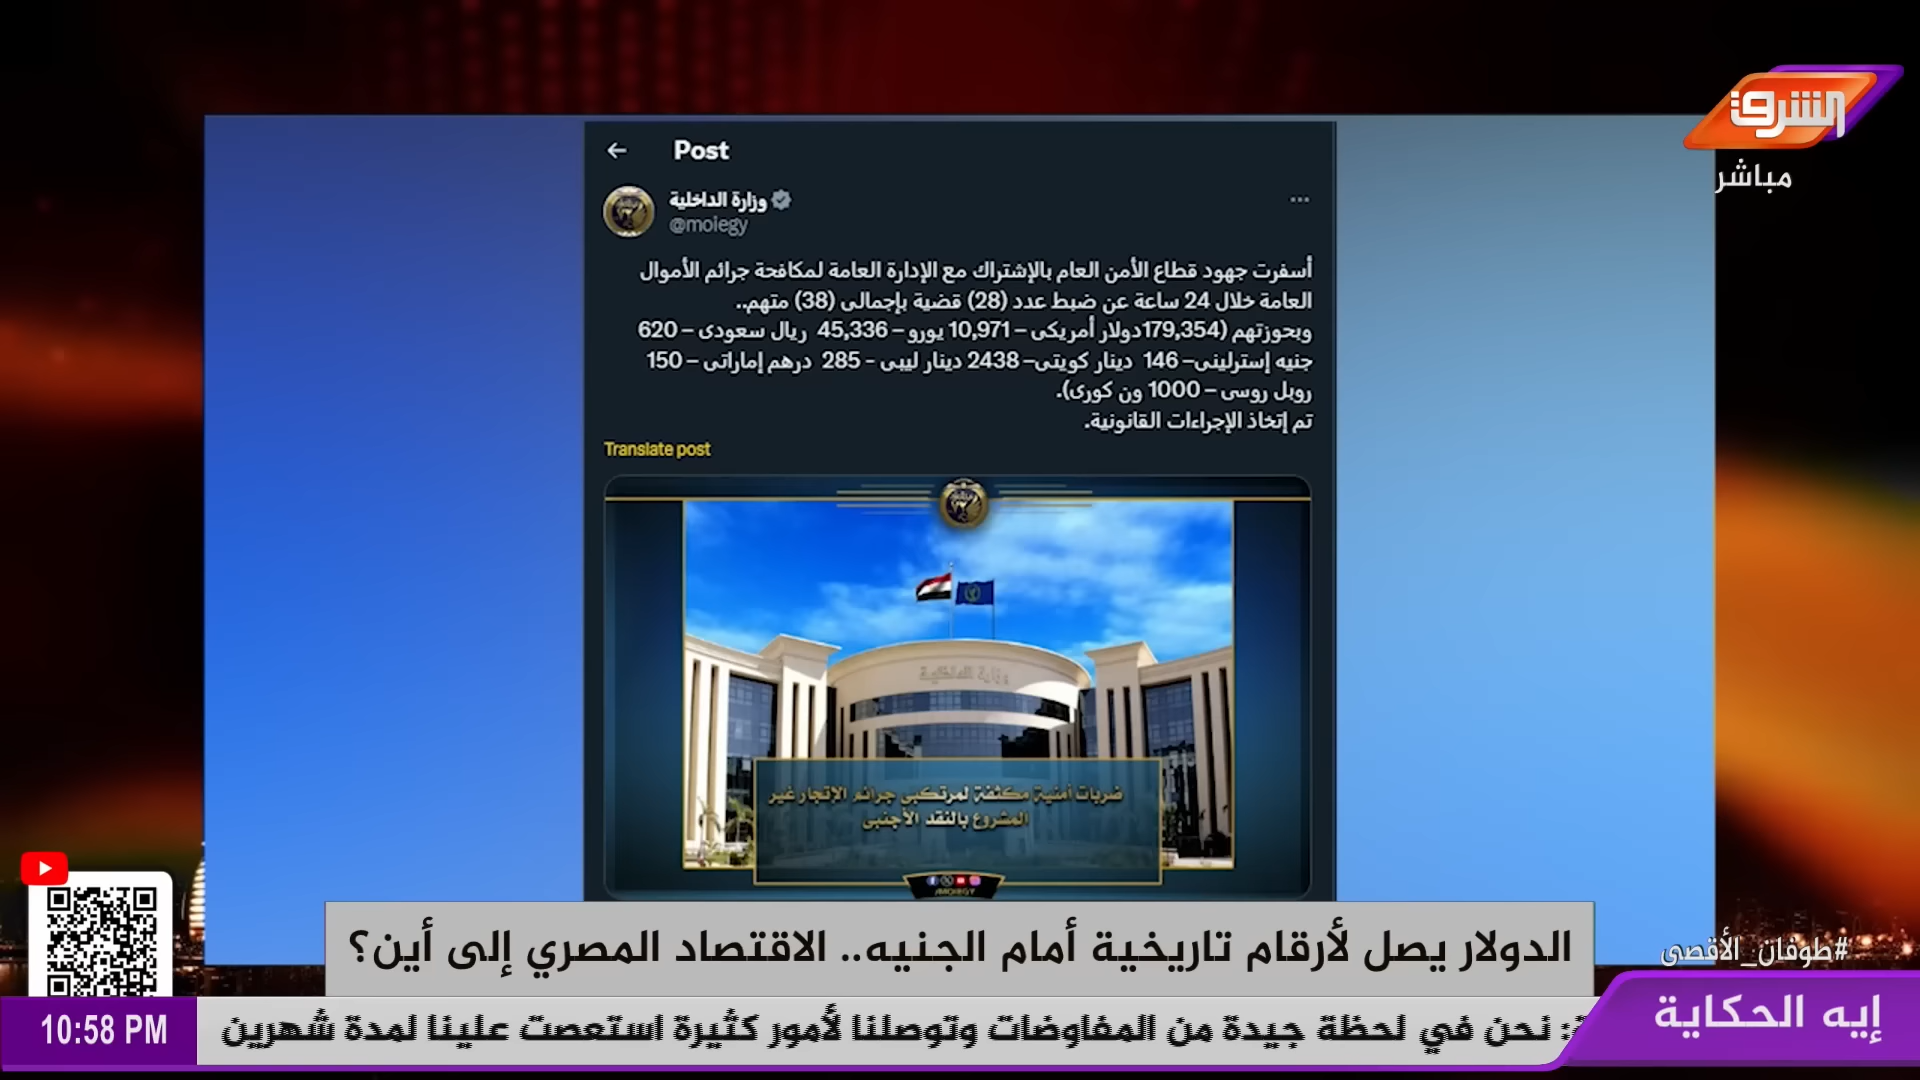 الشرق
مباشر
Post
وزارة الداخلية
@moiegy
أسفرت جهود قطاع الأمن العام بالإشتراك مع الإدارة العامة لمكافحة جرائم الأموال
العامة خلال 24 ساعة عن ضبط عدد (28) قضية بإجمالى (38) متهم..
وبحوزتهم (179,354دولار أمريكى – 10,971 يورو – 45,336 ريال سعودى – 620
جنيه إسترلينى– 146 دينار كويتى– 2438 دينار ليبى - 285 درهم إماراتى – 150
روبل روسى – 1000 ون كورى).
تم إتخاذ الإجراءات القانونية.
Translate post
وزارة الداخلية
ضربات أمنية مكثفة لمرتكبى جرائم الإتجار غير
المشروع بالنقد الأجنبى
/MOIEGY
الدولار يصل لأرقام تاريخية أمام الجنيه.. الاقتصاد المصري إلى أين؟
#طوفان_الأقصى
إيه الحكاية
ة: نحن في لحظة جيدة من المفاوضات وتوصلنا لأمور كثيرة استعصت علينا لمدة شهرين
10:58 PM